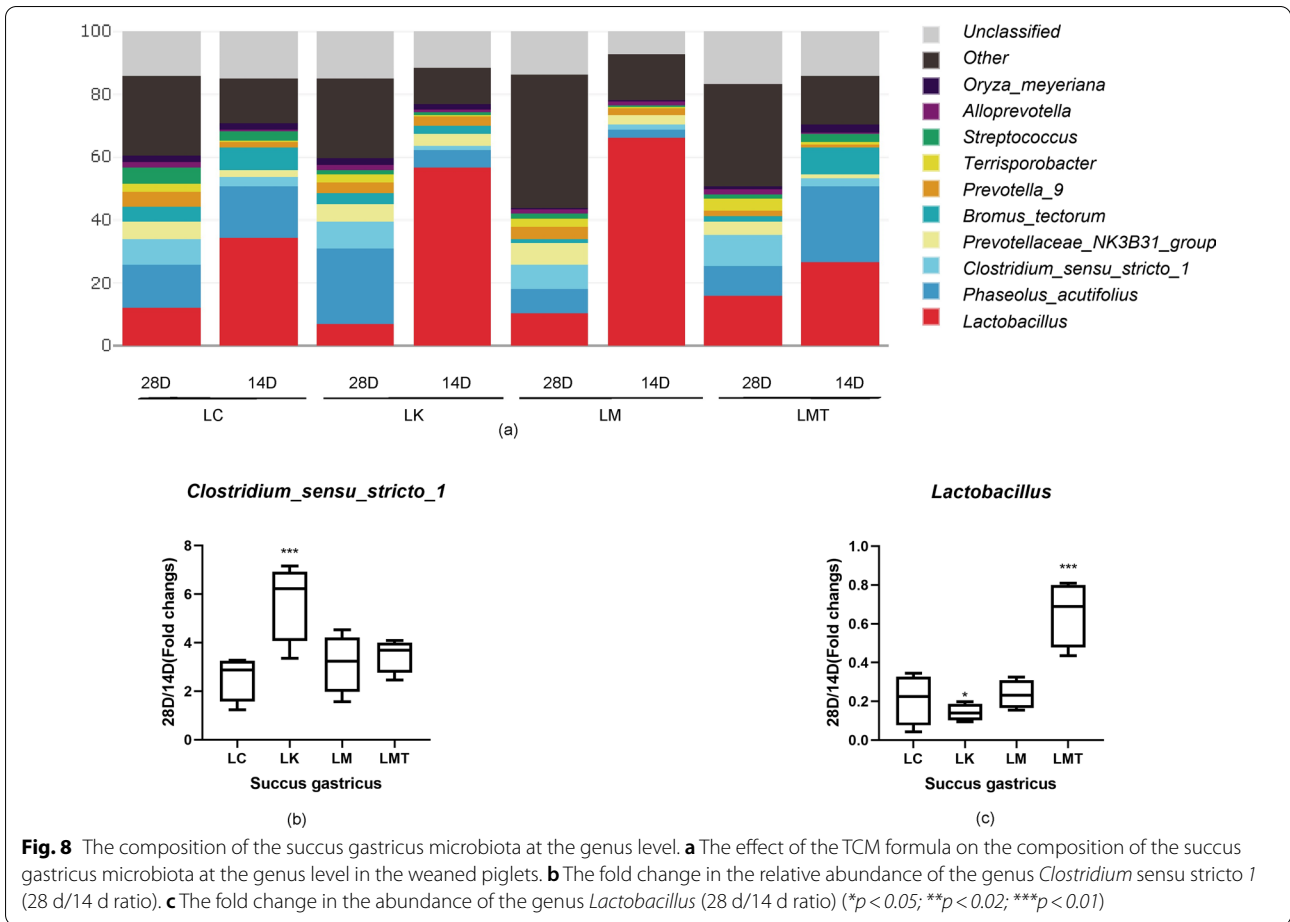 100
80
60
40
20
0
Unclassified
Other
Oryza_meyeriana
Alloprevotella
Streptococcus
Terrisporobacter
Prevotella_9
Bromus_tectorum
Prevotellaceae_NK3B31_group
Clostridium_sensu_stricto_1
Phaseolus_acutifolius
Lactobacillus
28D 14D 28D 14D 28D 14D 28D 14D
LC LK LM LMT
(a)
Clostridium_sensu_stricto_1
28D/14D(Fold changs)
8
6
4
2
0
***
LC LK LM LMT
Succus gastricus
(b)
Lactobacillus
28D/14D(Fold changs)
1.0
0.8
0.6
0.4
0.2
0.0
*
***
LC LK LM LMT
Succus gastricus
(c)
Fig. 8 The composition of the succus gastricus microbiota at the genus level. a The effect of the TCM formula on the composition of the succus
gastricus microbiota at the genus level in the weaned piglets. b The fold change in the relative abundance of the genus Clostridium sensu stricto 1
(28 d/14 d ratio). c The fold change in the abundance of the genus Lactobacillus (28 d/14 d ratio) (*p < 0.05; **p < 0.02; ***p < 0.01)